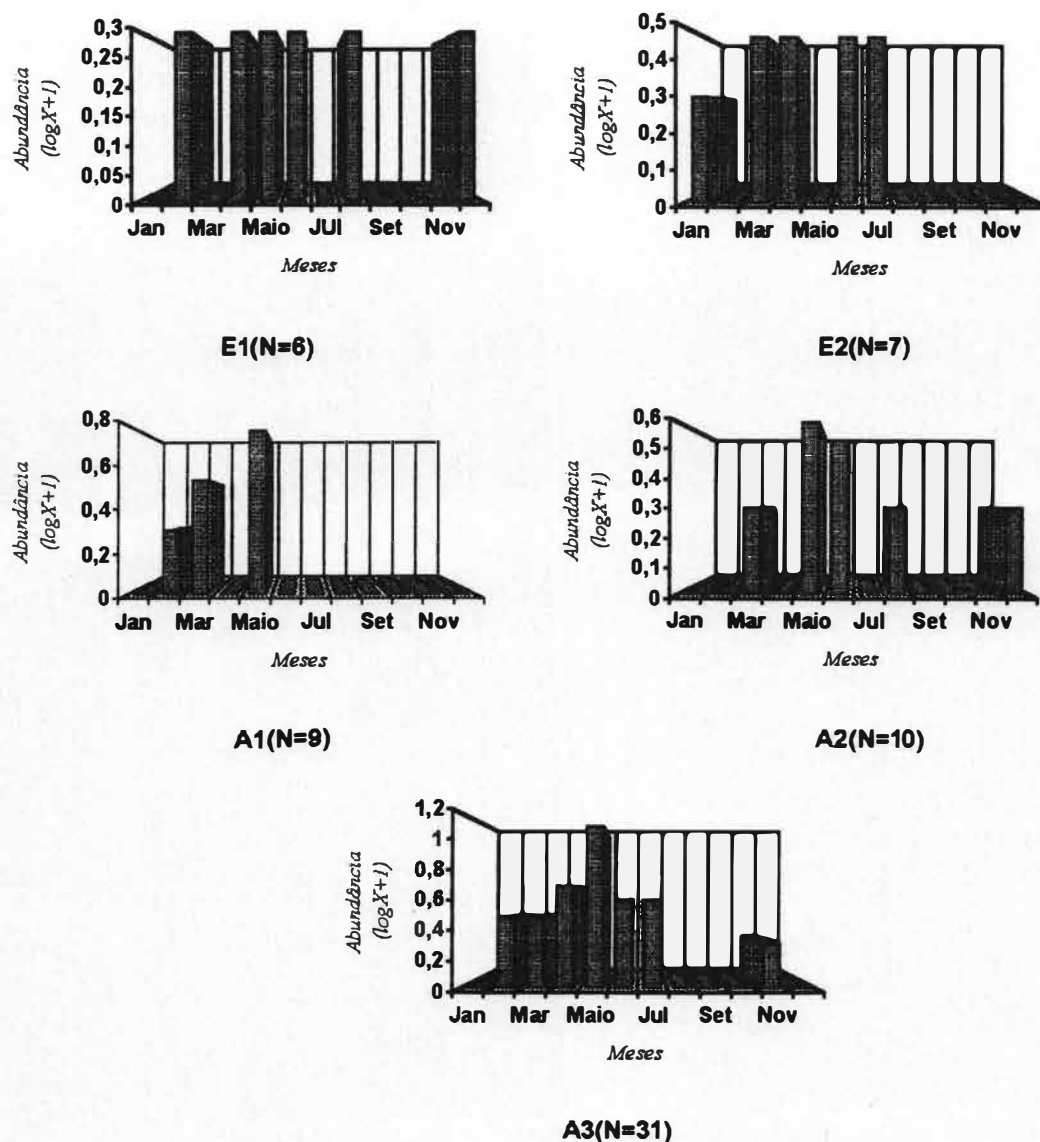 0,3
0,25
0,2
0,15
0,1
0,05
0
Abundância
(logX+1)
Jan Mar Maio JUl Set Nov
Meses
E1(N=6)
0,5
0,4
0,3
0,2
0,1
0
Abundância
(logX+1)
Jan Mar Maio Jul Set Nov
Meses
E2(N=7)
0,8
0,6
0,4
0,2
0
Abundância
(logX+1)
Jan Mar Maio Jul Set Nov
Meses
A1(N=9)
0,6
0,5
0,4
0,3
0,2
0,1
0
Abundância
(logX+1)
Jan Mar Maio Jul Set Nov
Meses
A2(N=10)
1,2
1
0,8
0,6
0,4
0,2
0
Abundância
(logX+1)
Jan Mar Maio Jul Set Nov
Meses
A3(N=31)